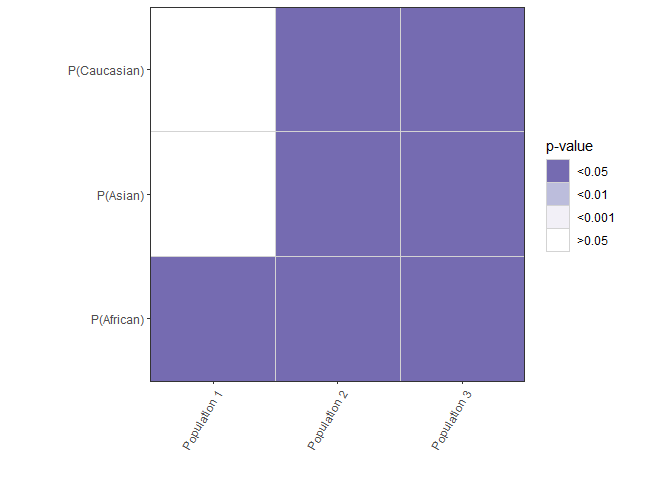 P(Caucasian)
P(Asian)
P(African)
Population 1
Population 2
Population 3
p-value
<0.05
<0.01
<0.001
>0.05